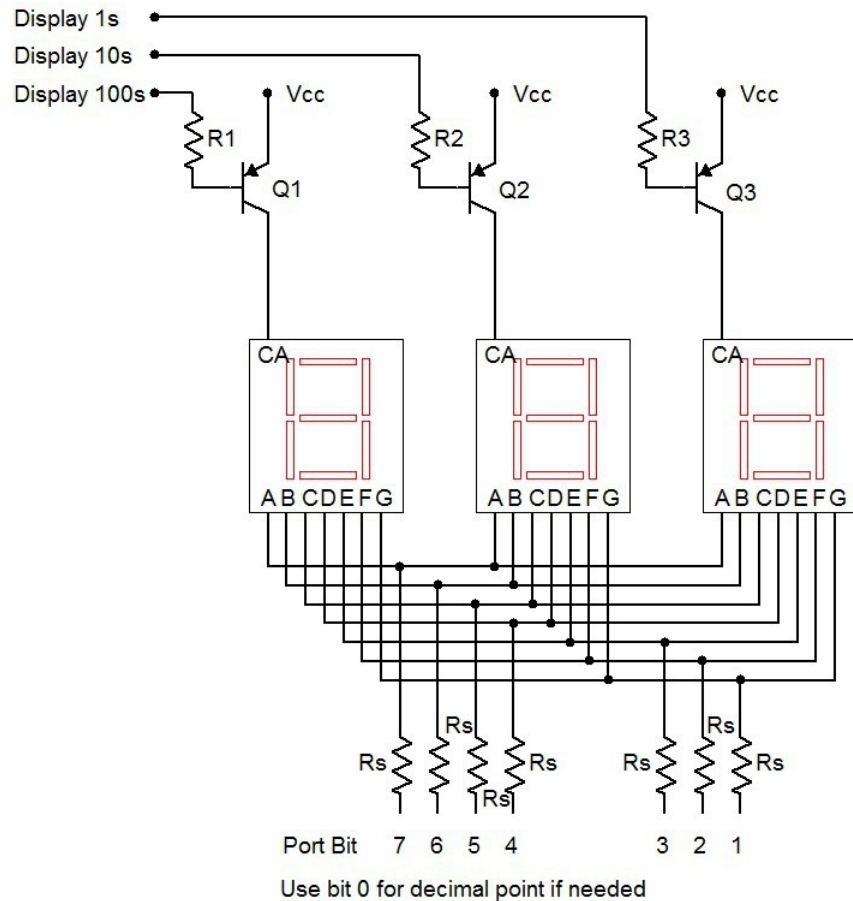 Display 1s
Display 10s
Display 100s
Vcc Vcc Vcc
R1 R2 R3
Q1 Q2 Q3
CA CA CA
A B C D E F G A B C D E F G A B C D E F G
Rs Rs
Rs Rs Rs Rs
Rs
Port Bit 7 6 5 4 3 2 1
Use bit 0 for decimal point if needed